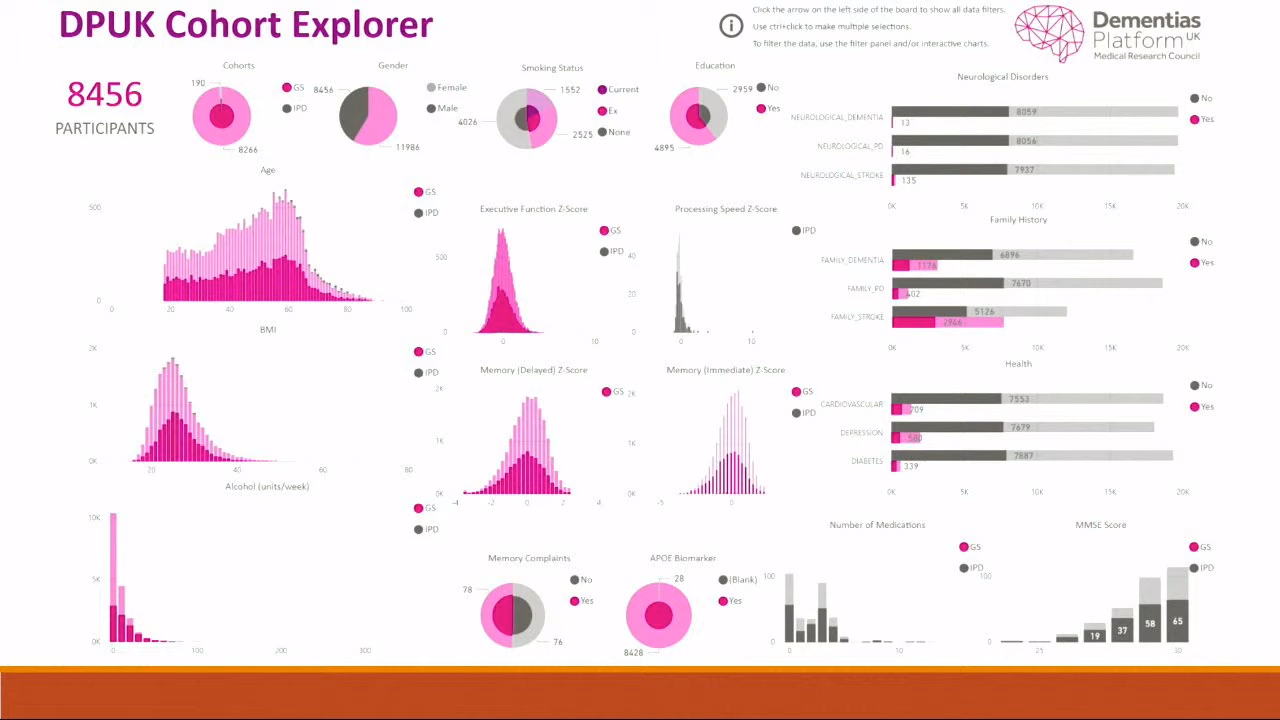 DPUK Cohort Explorer
Click the arrow on the left side of the board to show all data filters.
Use ctrl+click to make multiple selections.
To filter the data, use the filter panel and/or interactive charts.
Dementias
Platform UK
Medical Research Council
8456
PARTICIPANTS
Cohorts
190
8266
GS
IPD
Gender
8456
11986
Female
Male
Smoking Status
1552
4026
2525
Current
Ex
None
Education
2959
4895
No
Yes
Neurological Disorders
No
Yes
NEUROLOGICAL_DEMENTIA
8059
13
NEUROLOGICAL_PD
8056
16
NEUROLOGICAL_STROKE
7937
135
0K 5K 10K 15K 20K
Age
GS
IPD
500
0
0 20 40 60 80 100
Executive Function Z-Score
GS
IPD
500
0
0 10
Processing Speed Z-Score
IPD
40
20
0
0 10
Family History
No
Yes
FAMILY_DEMENTIA
6896
1176
FAMILY_PD
7670
402
FAMILY_STROKE
5126
2946
0K 5K 10K 15K 20K
BMI
GS
IPD
2K
1K
0K
20 40 60 80
Memory (Delayed) Z-Score
GS
2K
1K
0K
-4 -2 0 2 4
Memory (Immediate) Z-Score
GS
IPD
2K
1K
0K
-5 0
Health
No
Yes
CARDIOVASCULAR
7553
709
DEPRESSION
7679
580
DIABETES
7887
339
0K 5K 10K 15K 20K
Alcohol (units/week)
GS
IPD
10K
5K
0K
0 100 200 300
Memory Complaints
78
76
No
Yes
APOE Biomarker
28
8428
(Blank)
Yes
Number of Medications
GS
IPD
100
0
0 10
MMSE Score
GS
IPD
100
0
19 37 58 65
25 30